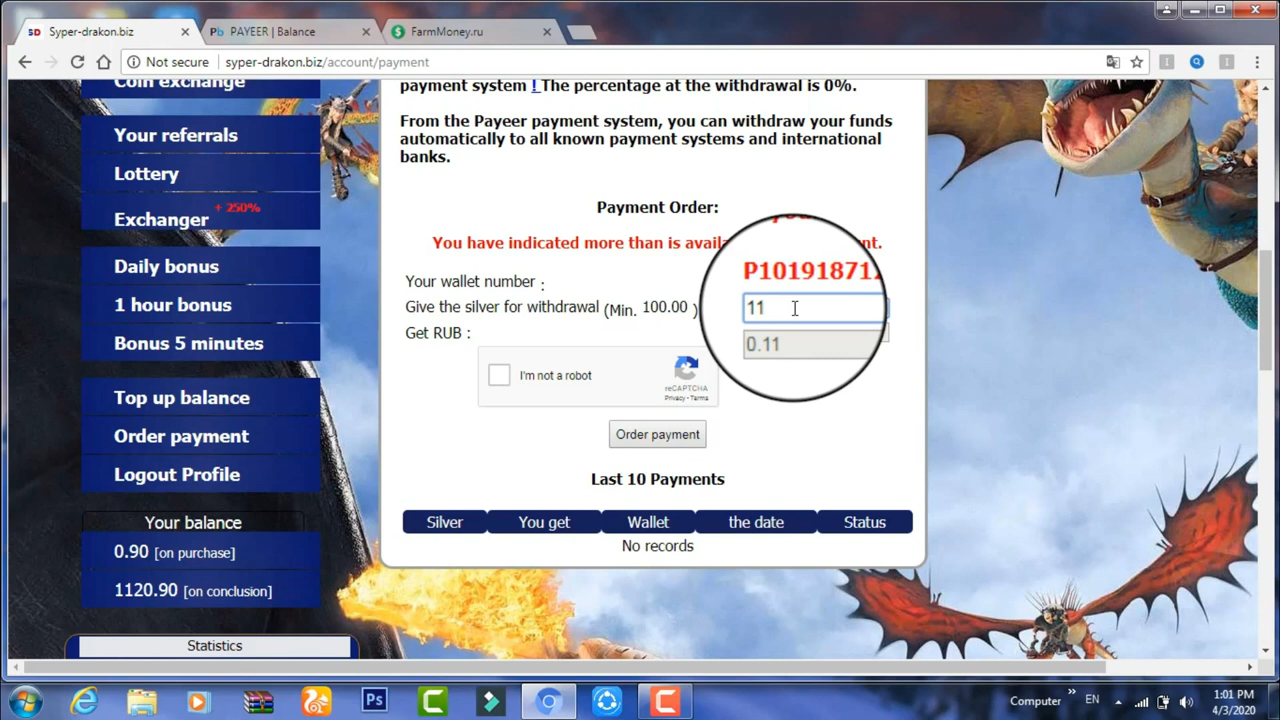 Syper-drakon.biz
PAYEER | Balance
FarmMoney.ru
Not secure
syper-drakon.biz/account/payment
Coin exchange
Your referrals
Lottery
Exchanger + 250%
Daily bonus
1 hour bonus
Bonus 5 minutes
Top up balance
Order payment
Logout Profile
Your balance
0.90 [on purchase]
1120.90 [on conclusion]
Statistics
payment system ! The percentage at the withdrawal is 0%.
From the Payeer payment system, you can withdraw your funds
automatically to all known payment systems and international
banks.
Payment Order:
You have indicated more than is
Your wallet number :
Give the silver for withdrawal (Min. 100.00 )
11
Get RUB :
0.11
I'm not a robot
reCAPTCHA
Privacy - Terms
Order payment
Last 10 Payments
Silver You get Wallet the date Status
No records
Computer
EN
1:01 PM
4/3/2020